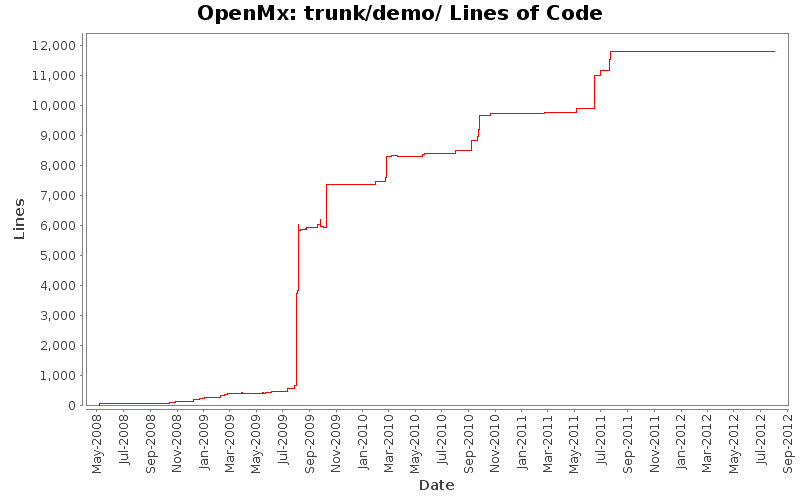 OpenMx: trunk/demo/ Lines of Code
12,000
11,000
10,000
9,000
8,000
7,000
6,000
5,000
4,000
3,000
2,000
1,000
0
Lines
May-2008
Jul-2008
Sep-2008
Nov-2008
Jan-2009
Mar-2009
May-2009
Jul-2009
Sep-2009
Nov-2009
Jan-2010
Mar-2010
May-2010
Jul-2010
Sep-2010
Nov-2010
Jan-2011
Mar-2011
May-2011
Jul-2011
Sep-2011
Nov-2011
Jan-2012
Mar-2012
May-2012
Jul-2012
Sep-2012
Date